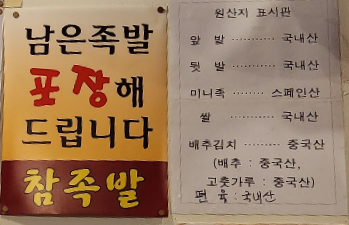 남은족발
포장해
드립니다
참족발
원산지 표시판
앞 발 ·········· 국내산
뒷 발 ·········· 국내산
미니족 ········ 스페인산
쌀 ·········· 국내산
배추김치 ········· 중국산
(배추 : 중국산,
고춧가루 : 중국산)
편 육 : 국내산